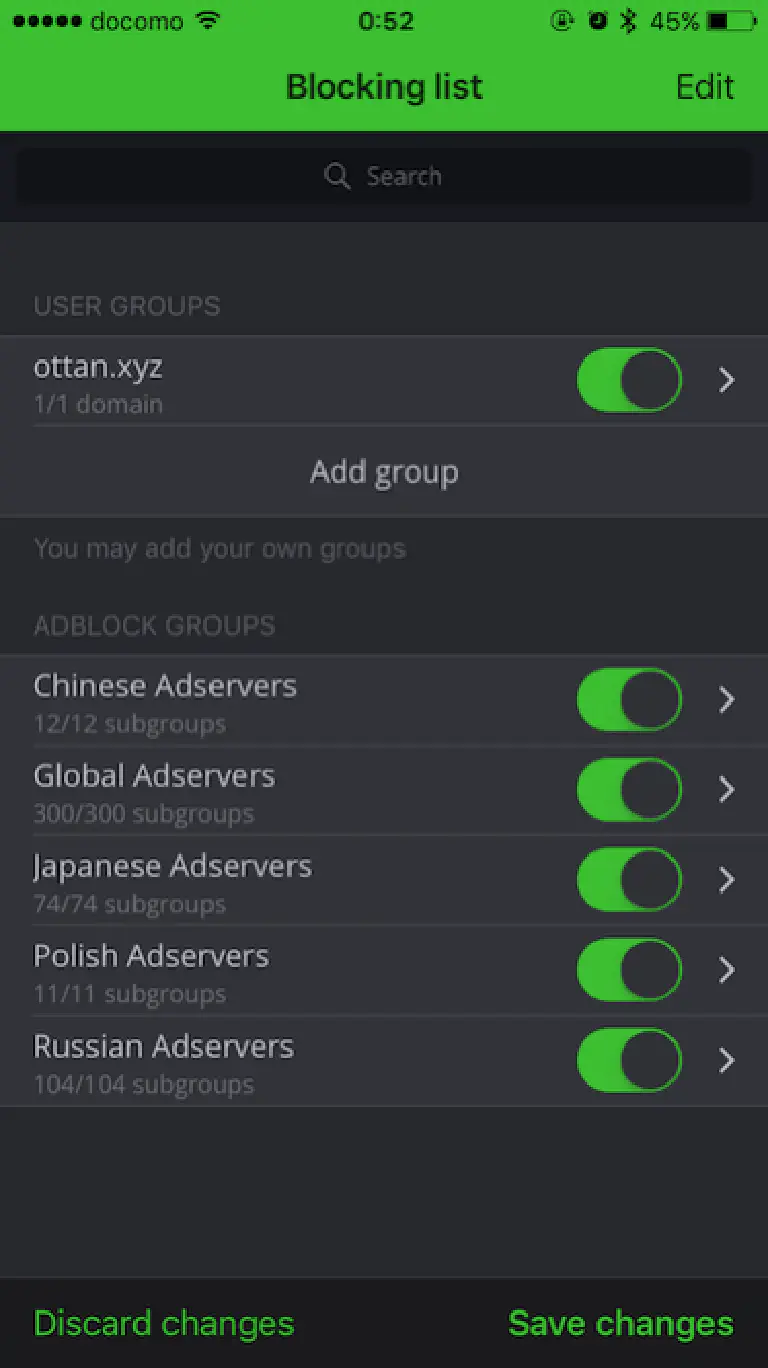 docomo 0:52 45%
Blocking list Edit
Search
USER GROUPS
ottan.xyz
1/1 domain
Add group
You may add your own groups
ADBLOCK GROUPS
Chinese Adservers
12/12 subgroups
Global Adservers
300/300 subgroups
Japanese Adservers
74/74 subgroups
Polish Adservers
11/11 subgroups
Russian Adservers
104/104 subgroups
Discard changes Save changes